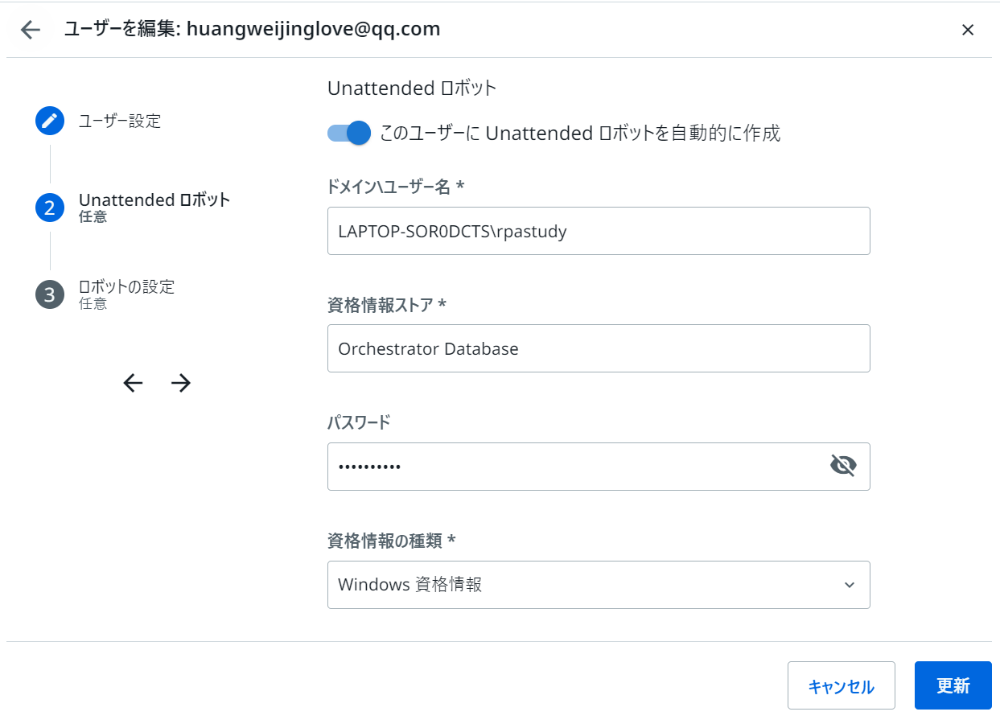 ユーザーを編集: huangweijinglove@qq.com
ユーザー設定
2
Unattended ロボット
任意
3
ロボットの設定
任意
Unattended ロボット
このユーザーに Unattended ロボットを自動的に作成
ドメイン\ユーザー名 *
LAPTOP-SOR0DCTS\rpastudy
資格情報ストア *
Orchestrator Database
パスワード
••••••••••
資格情報の種類 *
Windows 資格情報
キャンセル
更新